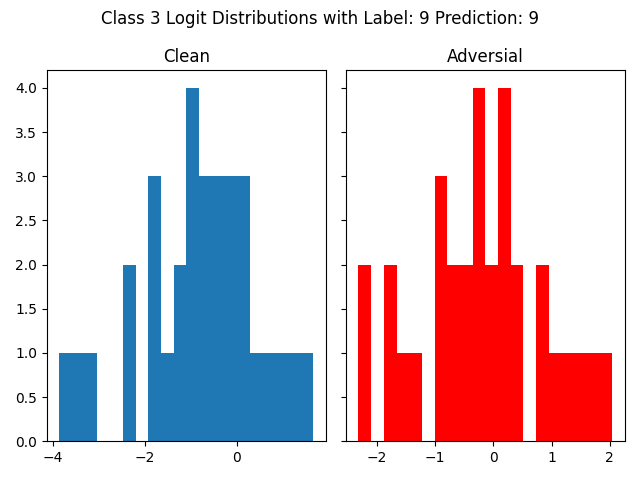 Class 3 Logit Distributions with Label: 9 Prediction: 9
Clean
Adversial
4.0
3.5
3.0
2.5
2.0
1.5
1.0
0.5
0.0
−4 −2 0
−2 −1 0 1 2